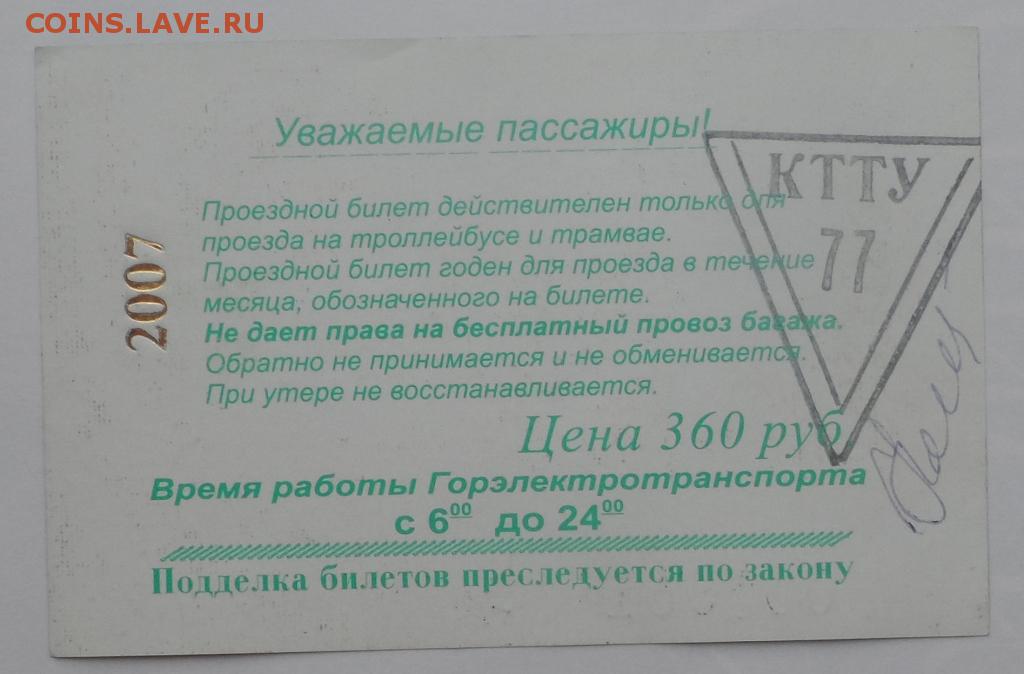 COINS.LAVE.RU
Уважаемые пассажиры!
КТТУ
77
2007
Проездной билет действителен только для
проезда на троллейбусе и трамвае.
Проездной билет годен для проезда в течение
месяца, обозначенного на билете.
Не дает права на бесплатный провоз багажа.
Обратно не принимается и не обменивается.
При утере не восстанавливается.
Цена 360 руб
Время работы Горэлектротранспорта
с 6⁰⁰ до 24⁰⁰
Подделка билетов преследуется по закону